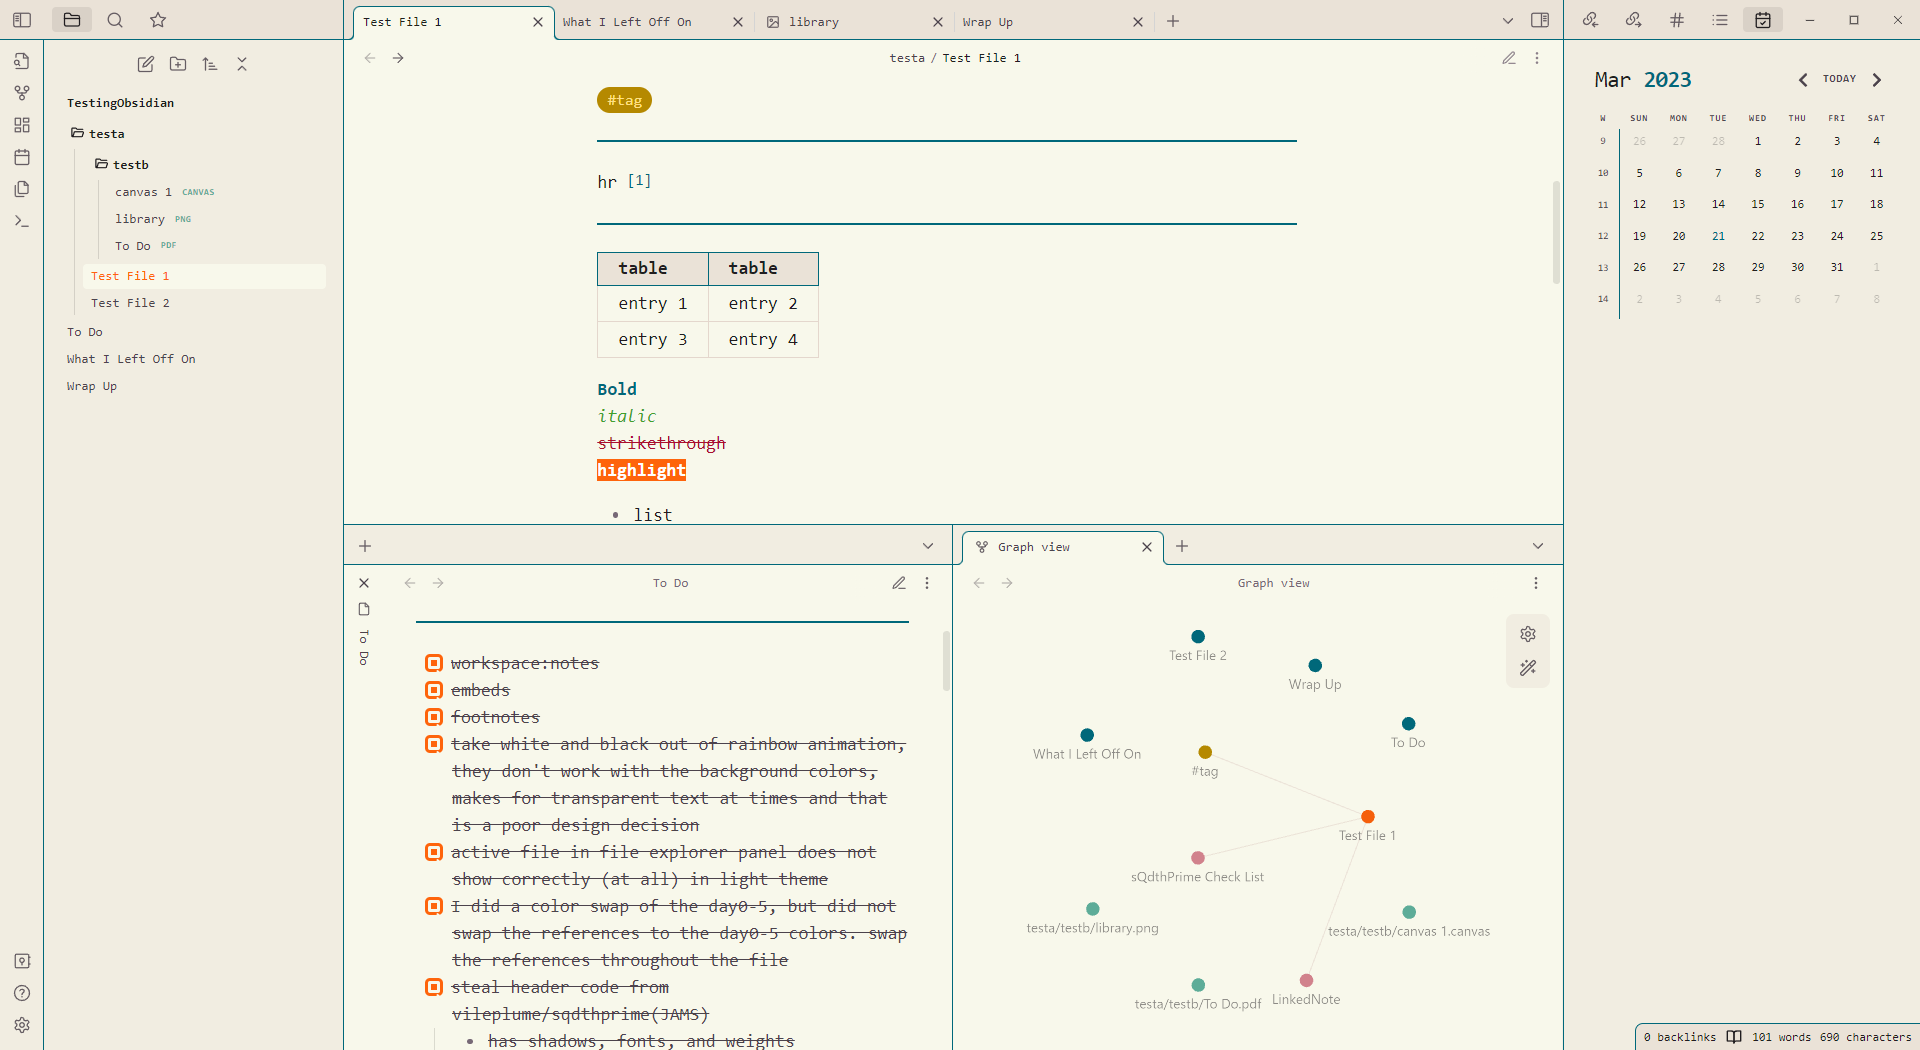 Test File 1
What I Left Off On
library
Wrap Up
TestingObsidian
testa
testb
canvas 1 CANVAS
library PNG
To Do PDF
Test File 1
Test File 2
To Do
What I Left Off On
Wrap Up
testa / Test File 1
#tag
hr [1]
table table
entry 1 entry 2
entry 3 entry 4
Bold
italic
strikethrough
highlight
• list
To Do
To Do
workspace:notes
embeds
footnotes
take white and black out of rainbow animation,
they don't work with the background colors,
makes for transparent text at times and that
is a poor design decision
active file in file explorer panel does not
show correctly (at all) in light theme
I did a color swap of the day0-5, but did not
swap the references to the day0-5 colors. swap
the references throughout the file
steal header code from
vileplume/sqdthprime(JAMS)
• has shadows, fonts, and weights
Graph view
Graph view
Test File 2
Wrap Up
To Do
What I Left Off On
#tag
Test File 1
sQdthPrime Check List
testa/testb/library.png
testa/testb/canvas 1.canvas
testa/testb/To Do.pdf
LinkedNote
Mar 2023
TODAY
W SUN MON TUE WED THU FRI SAT
9 26 27 28 1 2 3 4
10 5 6 7 8 9 10 11
11 12 13 14 15 16 17 18
12 19 20 21 22 23 24 25
13 26 27 28 29 30 31 1
14 2 3 4 5 6 7 8
0 backlinks 101 words 690 characters